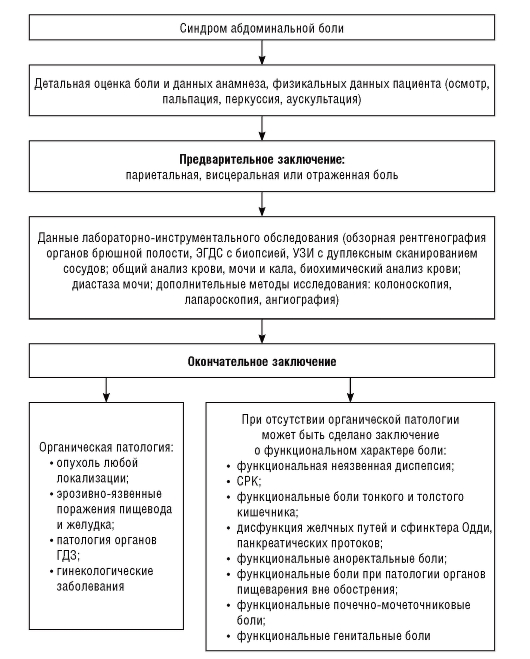 Синдром абдоминальной боли
Детальная оценка боли и данных анамнеза, физикальных данных пациента (осмотр,
пальпация, перкуссия, аускультация)
Предварительное заключение:
париетальная, висцеральная или отраженная боль
Данные лабораторно-инструментального обследования (обзорная рентгенография
органов брюшной полости, ЭГДС с биопсией, УЗИ с дуплексным сканированием
сосудов; общий анализ крови, мочи и кала, биохимический анализ крови;
диастаза мочи; дополнительные методы исследования: колоноскопия,
лапароскопия, ангиография)
Окончательное заключение
Органическая патология:
• опухоль любой
локализации;
• эрозивно-язвенные
поражения пищевода
и желудка;
• патология органов
ГДЗ;
• гинекологические
заболевания
При отсутствии органической патологии
может быть сделано заключение
о функциональном характере боли:
• функциональная неязвенная диспепсия;
• СРК;
• функциональные боли тонкого и толстого
кишечника;
• дисфункция желчных путей и сфинктера Одди,
панкреатических протоков;
• функциональные аноректальные боли;
• функциональные боли при патологии органов
пищеварения вне обострения;
• функциональные почечно-мочеточниковые
боли;
• функциональные генитальные боли